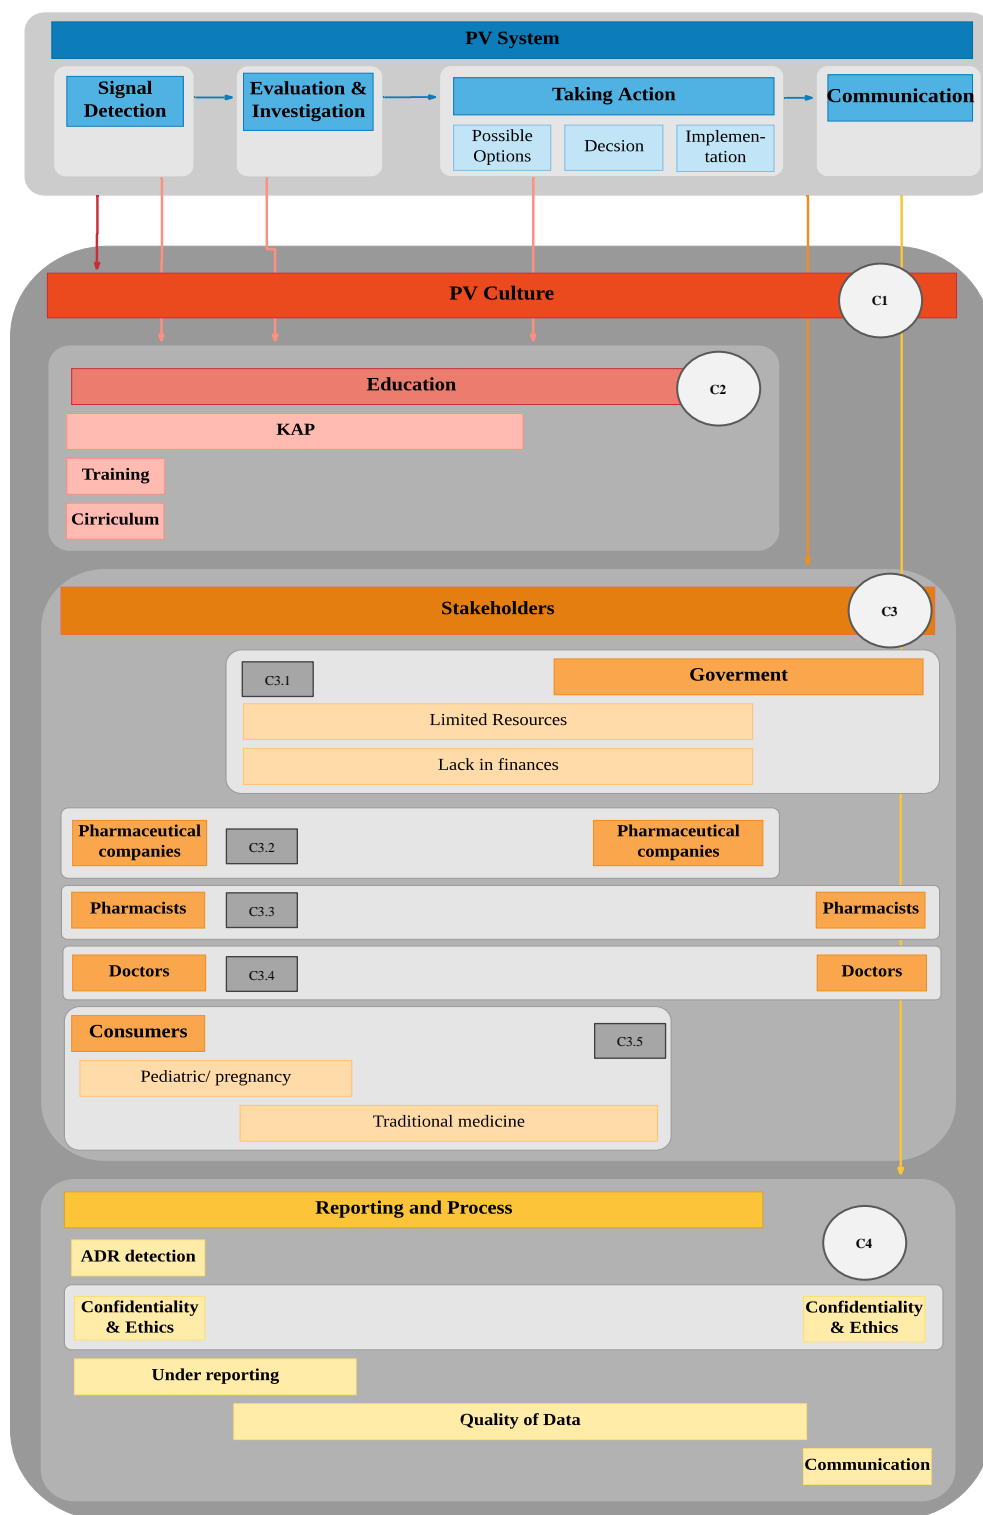 PV System
Signal
Detection
Evaluation &
Investigation
Taking Action
Communication
Possible
Options
Decsion
Implemen-
tation
PV Culture
C1
Education
C2
KAP
Training
Cirriculum
Stakeholders
C3
C3.1
Goverment
Limited Resources
Lack in finances
Pharmaceutical
companies
C3.2
Pharmaceutical
companies
Pharmacists
C3.3
Pharmacists
Doctors
C3.4
Doctors
Consumers
C3.5
Pediatric/ pregnancy
Traditional medicine
Reporting and Process
C4
ADR detection
Confidentiality
& Ethics
Confidentiality
& Ethics
Under reporting
Quality of Data
Communication